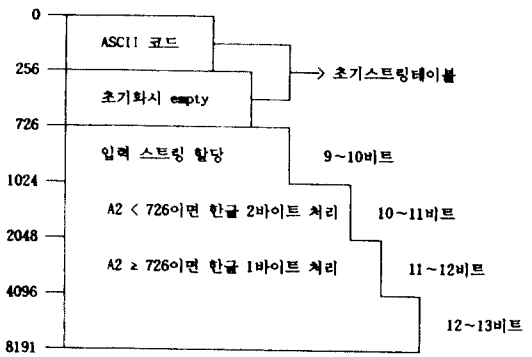 0
ASCII 코드
초기스트링테이블
256
초기화시 empty
726
입력 스트링 할당
9~10비트
1024
A2 < 726이면 한글 2바이트 처리
10~11비트
2048
A2 ≥ 726이면 한글 1바이트 처리
11~12비트
4096
12~13비트
8191